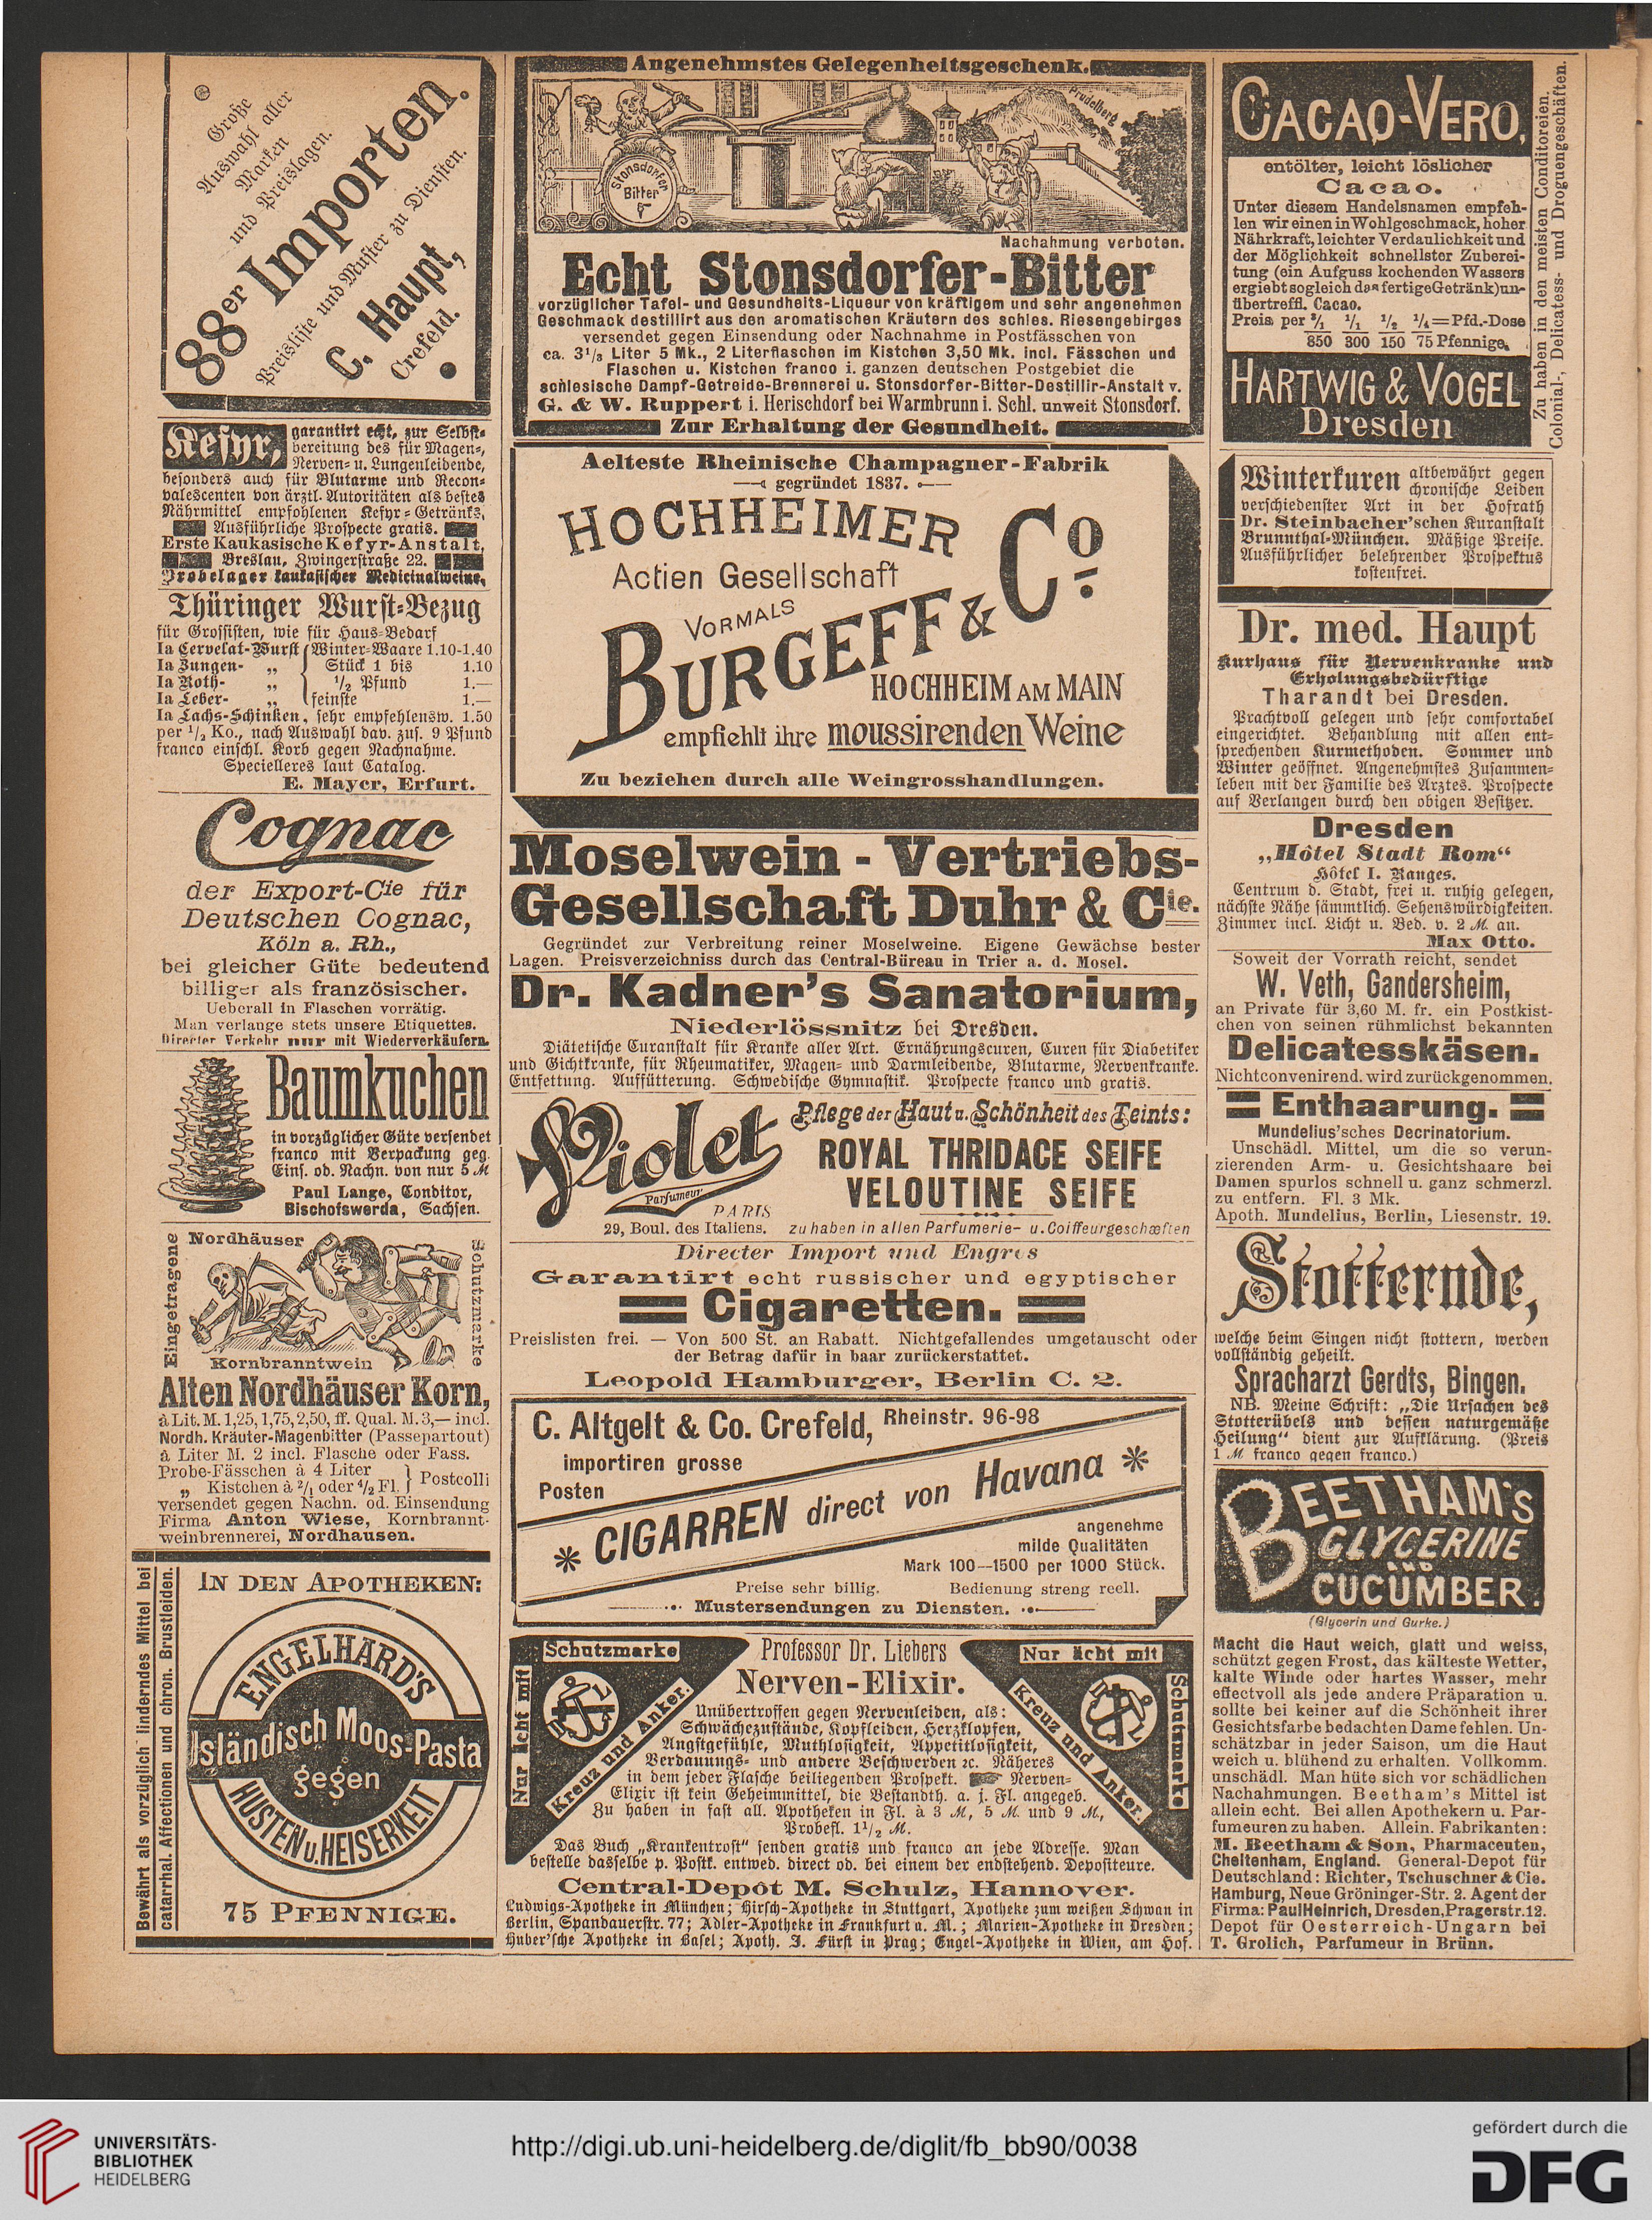 Große
Auswahl aller
Marken
und Preislagen.
88er Importen.
Preisliste und Muster zu Diensten.
C. Haupt,
Crefeld.
Kefyr, garantirt echt, zur Selbst-
bereitung des für Magen-,
Nerven- u. Lungenleidende,
besonders auch für Blutarme und Recon-
valescenten von ärztl. Autoritäten als bestes
Nährmittel empfohlenen Kefyr-Getränks.
Ausführliche Prospecte gratis.
Erste Kaukasische Kefyr-Anstalt,
Breslau, Zwingerstraße 22.
Probelager kaukasischer Medicinalweine.
Thüringer Wurst-Bezug
für Grossisten, wie für Haus-Bedarf
Ia Cervelat-Wurst (Winter-Waare 1.10-1.40
Ia Zungen- „ Stück 1 bis 1.10
Ia Roth- „ 1/2 Pfund 1.—
Ia Leber- „ feinste 1.—
Ia Lachs-Schinken, sehr empfehlensw. 1.50
per 1/2 Ko., nach Auswahl dav. zus. 9 Pfund
franco einschl. Korb gegen Nachnahme.
Specielleres laut Catalog.
E. Mayer, Erfurt.
Cognac
der Export-Cie für
Deutschen Cognac,
Köln a. Rh.,
bei gleicher Güte bedeutend
billiger als französischer.
Ueberall in Flaschen vorrätig.
Man verlange stets unsere Etiquettes.
Directer Verkehr nur mit Wiederverkäufern.
Baumkuchen
in vorzüglicher Güte versendet
franco mit Verpackung geg.
Eins. od. Nachn. von nur 5 M
Paul Lange, Conditor,
Bischofswerda, Sachsen.
Eingetragene
Nordhäuser
Kornbranntwein
Schutzmarke
Alten Nordhäuser Korn,
à Lit. M. 1,25, 1,75, 2,50, ff. Qual. M. 3,— incl.
Nordh. Kräuter-Magenbitter (Passepartout)
à Liter M. 2 incl. Flasche oder Fass.
Probe-Fässchen à 4 Liter
„ Kistchen à 2/1 oder 4/2 Fl. } Postcolli
versendet gegen Nachn. od. Einsendung
Firma Anton Wiese, Kornbrannt-
weinbrennerei, Nordhausen.
Bewährt als vorzüglich linderndes Mittel bei
catarrhal. Affectionen und chron. Brustleiden.
IN DEN APOTHEKEN:
ENGELHARD'S
Isländisch Moos-Pasta
gegen
HUSTEN u. HEISERKEIT
75 PFENNIGE.
Angenehmstes Gelegenheitsgeschenk.
Prudelberg
Stonsdorfer
Bitter
Nachahmung verboten.
Echt Stonsdorfer-Bitter
vorzüglicher Tafel- und Gesundheits-Liqueur von kräftigem und sehr angenehmen
Geschmack destillirt aus den aromatischen Kräutern des schles. Riesengebirges
versendet gegen Einsendung oder Nachnahme in Postfässchen von
ca. 3 1/3 Liter 5 Mk., 2 Literflaschen im Kistchen 3,50 Mk. incl. Fässchen und
Flaschen u. Kistchen franco i. ganzen deutschen Postgebiet die
schlesische Dampf-Getreide-Brennerei u. Stonsdorfer-Bitter-Destillir-Anstalt v.
G. & W. Ruppert i. Herischdorf bei Warmbrunn i. Schl. unweit Stonsdorf.
Zur Erhaltung der Gesundheit.
Aelteste Rheinische Champagner-Fabrik
gegründet 1837.
HOCHHEIMER
Actien Gesellschaft
VORMALS
BURGEFF & Co
HOCHHEIM AM MAIN
empfiehlt ihre moussirenden Weine
Zu beziehen durch alle Weingrosshandlungen.
Moselwein - Vertriebs-
Gesellschaft Duhr & Cie.
Gegründet zur Verbreitung reiner Moselweine. Eigene Gewächse bester
Lagen. Preisverzeichniss durch das Central-Büreau in Trier a. d. Mosel.
Dr. Kadner's Sanatorium,
Niederlössnitz bei Dresden.
Diätetische Curanstalt für Kranke aller Art. Ernährungscuren, Curen für Diabetiker
und Gichtkranke, für Rheumatiker, Magen- und Darmleidende, Blutarme, Nervenkranke.
Entfettung. Auffütterung. Schwedische Gymnastik. Prospecte franco und gratis.
Violet
Parfumeur
PARIS
29, Boul. des Italiens.
Pflege der Haut u. Schönheit des Teints:
ROYAL THRIDACE SEIFE
VELOUTINE SEIFE
zu haben in allen Parfumerie- u. Coiffeurgeschæften
Directer Import und Engros
Garantirt echt russischer und egyptischer
Cigaretten.
Preislisten frei. — Von 500 St. an Rabatt. Nichtgefallendes umgetauscht oder
der Betrag dafür in baar zurückerstattet.
Leopold Hamburger, Berlin C. 2.
C. Altgelt & Co. Crefeld, Rheinstr. 96-98
importiren grosse
Posten
CIGARREN direct von Havana
angenehme
milde Qualitäten
Mark 100—1500 per 1000 Stück.
Preise sehr billig. Bedienung streng reell.
Mustersendungen zu Diensten.
Schutzmarke
Nur ächt mit
Kreuz und Anker.
Nur ächt mit
Kreuz und Anker.
Schutzmarke
Professor Dr. Liebers
Nerven-Elixir.
Unübertroffen gegen Nervenleiden, als:
Schwächezustände, Kopfleiden, Herzklopfen,
Angstgefühle, Muthlosigkeit, Appetitlosigkeit,
Verdauungs- und andere Beschwerden ꝛc. Näheres
in dem jeder Flasche beiliegenden Prospekt. Nerven-
Elixir ist kein Geheimmittel, die Bestandth. a. j. Fl. angegeb.
Zu haben in fast all. Apotheken in Fl. à 3 M, 5 M. und 9 M,
Probefl. 1 1/2 M.
Das Buch „Krankentrost" senden gratis und franco an jede Adresse. Man
bestelle dasselbe p. Postk. entwed. direct od. bei einem der endstehend. Depositeure.
Central-Depôt M. Schulz, Hannover.
Ludwigs-Apotheke in München; Hirsch-Apotheke in Stuttgart, Apotheke zum weißen Schwan in
Berlin, Spandauerstr. 77; Adler-Apotheke in Frankfurt a. M.; Marien-Apotheke in Dresden;
Huber'sche Apotheke in Basel; Apoth. J. Fürst in Prag; Engel-Apotheke in Wien, am Hof.
CACAO-VERO,
entölter, leicht löslicher
Cacao.
Unter diesem Handelsnamen empfeh-
len wir einen in Wohlgeschmack, hoher
Nährkraft, leichter Verdaulichkeit und
der Möglichkeit schnellster Zuberei-
tung (ein Aufguss kochenden Wassers
ergiebt sogleich das fertige Getränk) un-
übertreffl. Cacao.
Preis per 3/1 1/1 1/2 1/4 = Pfd.-Dose
850 300 150 75 Pfennige.
HARTWIG & VOGEL
Dresden
Zu haben in den meisten Conditoreien,
Colonial-, Delicatess- und Droguengeschäften.
Winterkuren altbewährt gegen
chronische Leiden
verschiedenster Art in der Hofrath
Dr. Steinbacher'schen Kuranstalt
Brunnthal-München. Mäßige Preise.
Ausführlicher belehrender Prospektus
kostenfrei.
Dr. med. Haupt
Kurhaus für Nervenkranke und
Erholungsbedürftige
Tharandt bei Dresden.
Prachtvoll gelegen und sehr comfortabel
eingerichtet. Behandlung mit allen ent-
sprechenden Kurmethoden. Sommer und
Winter geöffnet. Angenehmstes Zusammen-
leben mit der Familie des Arztes. Prospecte
auf Verlangen durch den obigen Besitzer.
Dresden
„Hôtel Stadt Rom“
Hôtel I. Ranges.
Centrum d. Stadt, frei u. ruhig gelegen,
nächste Nähe sämmtlich. Sehenswürdigkeiten.
Zimmer incl. Licht u. Bed. v. 2 M. an.
Max Otto.
Soweit der Vorrath reicht, sendet
W. Veth, Gandersheim,
an Private für 3,60 M. fr. ein Postkist-
chen von seinen rühmlichst bekannten
Delicatesskäsen.
Nichtconvenirend. wird zurückgenommen.
Enthaarung.
Mundelius'sches Decrinatorium.
Unschädl. Mittel, um die so verun-
zierenden Arm- u. Gesichtshaare bei
Damen spurlos schnell u. ganz schmerzl.
zu entfern. Fl. 3 Mk.
Apoth. Mundelius, Berlin, Liesenstr. 19.
Stotternde,
welche beim Singen nicht stottern, werden
vollständig geheilt.
Spracharzt Gerdts, Bingen.
NB. Meine Schrift: „Die Ursachen des
Stotterübels und dessen naturgemäße
Heilung“ dient zur Aufklärung. (Preis
1 M franco gegen franco.)
BEETHAM'S
GLYCERINE
AND
CUCUMBER.
(Glycerin und Gurke.)
Macht die Haut weich, glatt und weiss,
schützt gegen Frost, das kälteste Wetter,
kalte Winde oder hartes Wasser, mehr
effectvoll als jede andere Präparation u.
sollte bei keiner auf die Schönheit ihrer
Gesichtsfarbe bedachten Dame fehlen. Un-
schätzbar in jeder Saison, um die Haut
weich u. blühend zu erhalten. Vollkomm.
unschädl. Man hüte sich vor schädlichen
Nachahmungen. Beetham's Mittel ist
allein echt. Bei allen Apothekern u. Par-
fumeuren zu haben. Allein. Fabrikanten:
M. Beetham & Son, Pharmaceuten,
Cheltenham, England. General-Depot für
Deutschland: Richter, Tschuschner & Cie.
Hamburg, Neue Gröninger-Str. 2. Agent der
Firma: Paul Heinrich, Dresden, Pragerstr. 12.
Depot für Oesterreich-Ungarn bei
T. Grolich, Parfumeur in Brünn.
UNIVERSITÄTS-
BIBLIOTHEK
HEIDELBERG
http://digi.ub.uni-heidelberg.de/diglit/fb_bb90/0038
gefördert durch die
DFG